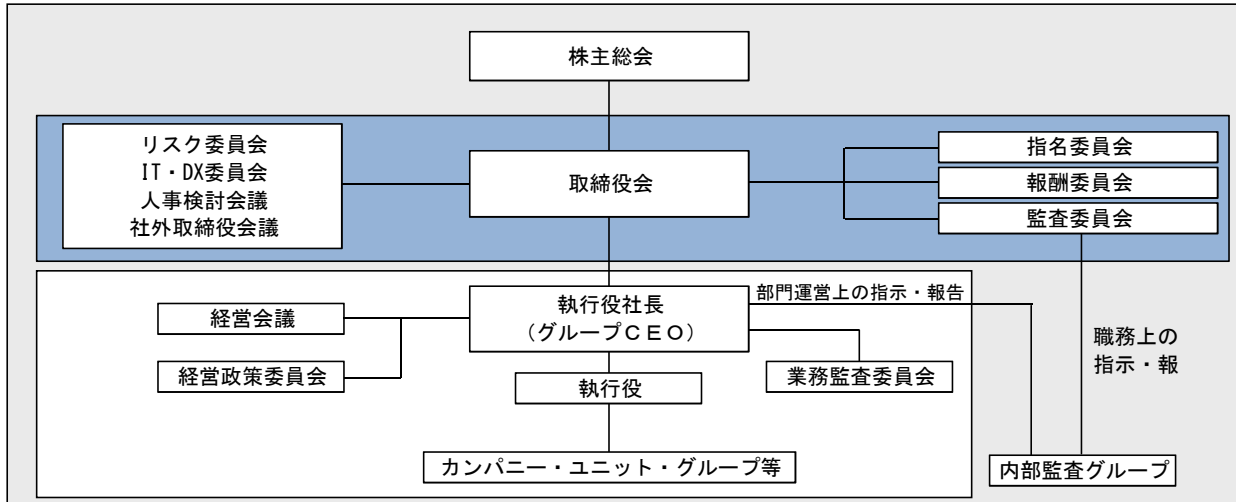 株主総会
リスク委員会
IT・DX委員会
人事検討会議
社外取締役会議
取締役会
指名委員会
報酬委員会
監査委員会
経営会議
経営政策委員会
執行役社長
(グループCEO)
部門運営上の指示・報告
業務監査委員会
職務上の
指示・報
執行役
カンパニー・ユニット・グループ等
内部監査グループ